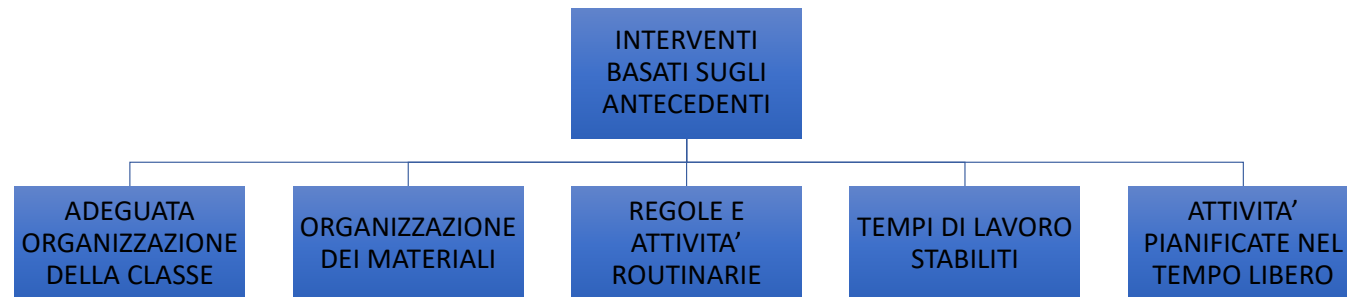 INTERVENTI
BASATI SUGLI
ANTECEDENTI
ADEGUATA
ORGANIZZAZIONE
DELLA CLASSE
ORGANIZZAZIONE
DEI MATERIALI
REGOLE E
ATTIVITA’
ROUTINARIE
TEMPI DI LAVORO
STABILITI
ATTIVITA’
PIANIFICATE NEL
TEMPO LIBERO